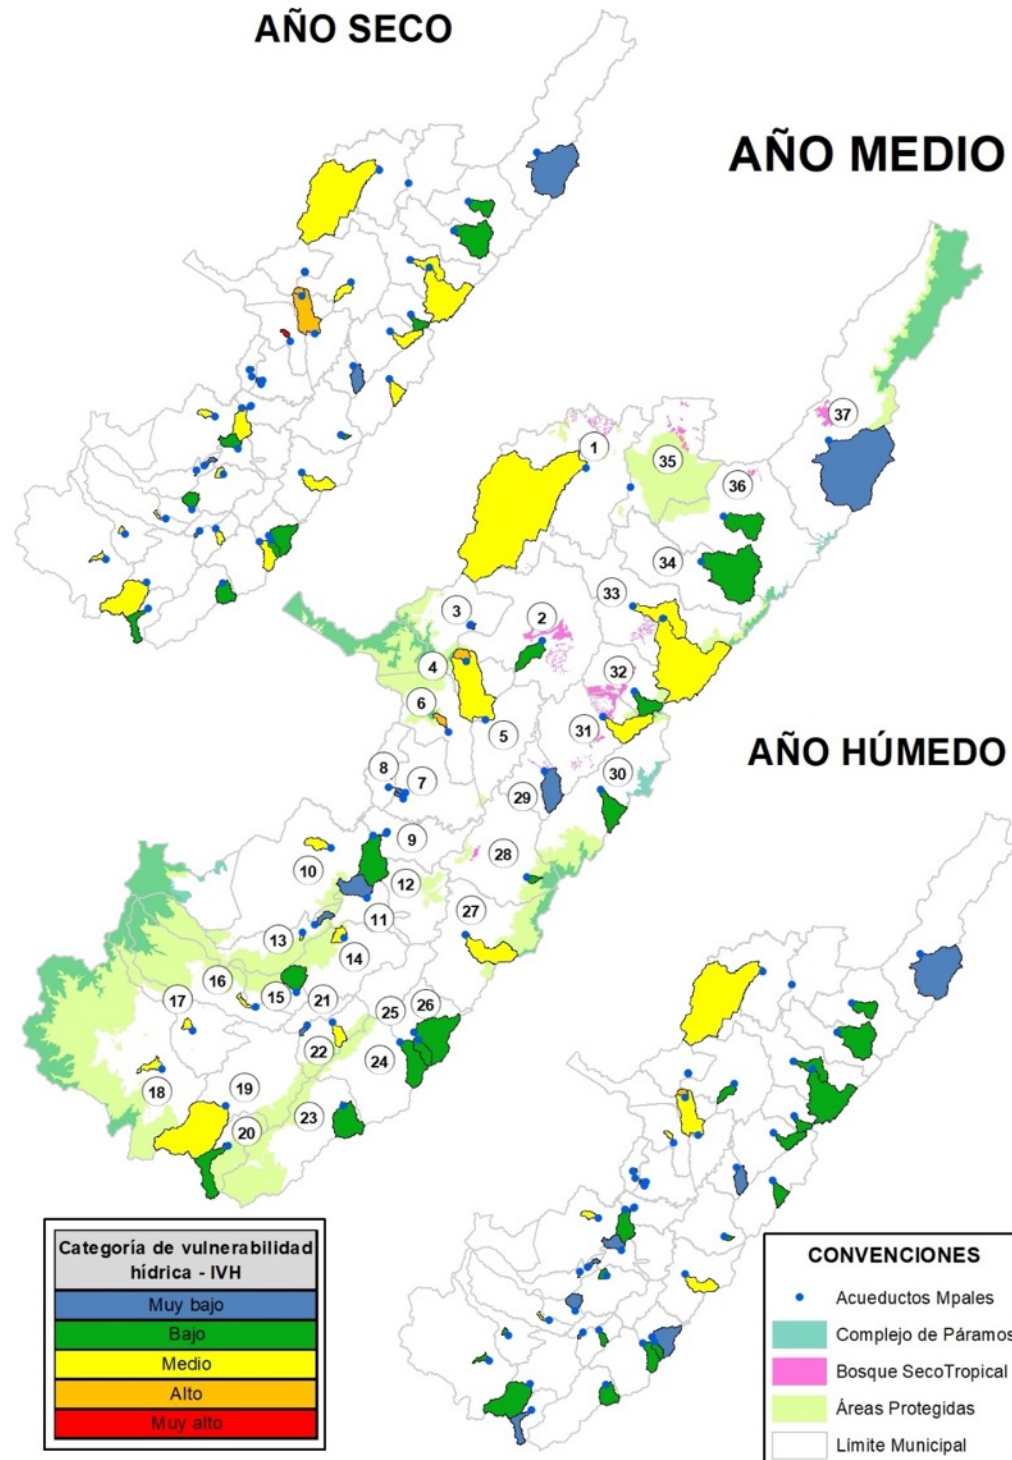 AÑO SECO
AÑO MEDIO
37
1
35
36
34
33
3
2
4
32
6
5
31
AÑO HÚMEDO
8
7
30
29
9
28
10
12
27
11
13
14
16
15
21
17
25
26
22
24
18
19
23
20
Categoría de vulnerabilidad
hídrica - IVH
Muy bajo
Bajo
Medio
Alto
Muy alto
CONVENCIONES
Acueductos Mpales
Complejo de Páramos
Bosque SecoTropical
Áreas Protegidas
Límite Municipal